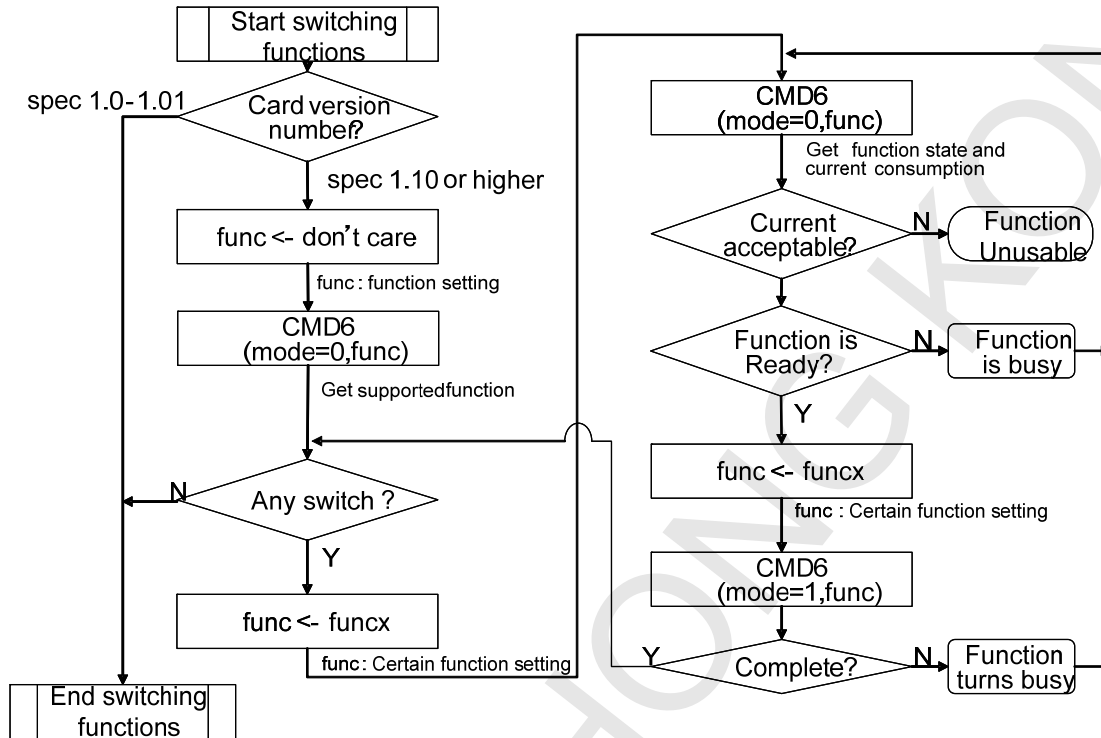 Start switching
functions
spec 1.0-1.01
Card version
number?
spec 1.10 or higher
func <- don't care
func : function setting
CMD6
(mode=0,func)
Get supportedfunction
Any switch ?
N
Y
func <- funcx
func: Certain function setting
End switching
functions
CMD6
(mode=0,func)
Get function state and
current consumption
Current
acceptable?
N
Function
Unusable
Function is
Ready?
N
Function
is busy
Y
func <- funcx
func : Certain function setting
CMD6
(mode=1,func)
Complete?
Y
N
Function
turns busy
HONG KON